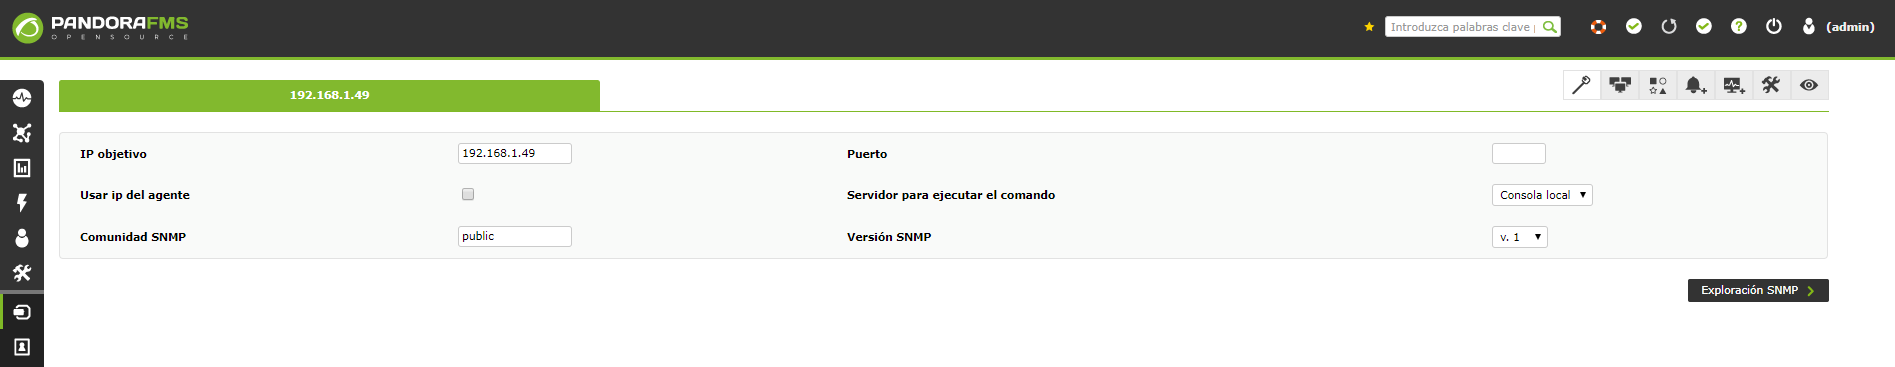 PANDORAFMS
OPENSOURCE
Introduzca palabras clave p
(admin)
192.168.1.49
IP objetivo
192.168.1.49
Puerto
Usar ip del agente
Servidor para ejecutar el comando
Consola local
Comunidad SNMP
public
Versión SNMP
v. 1
Exploración SNMP